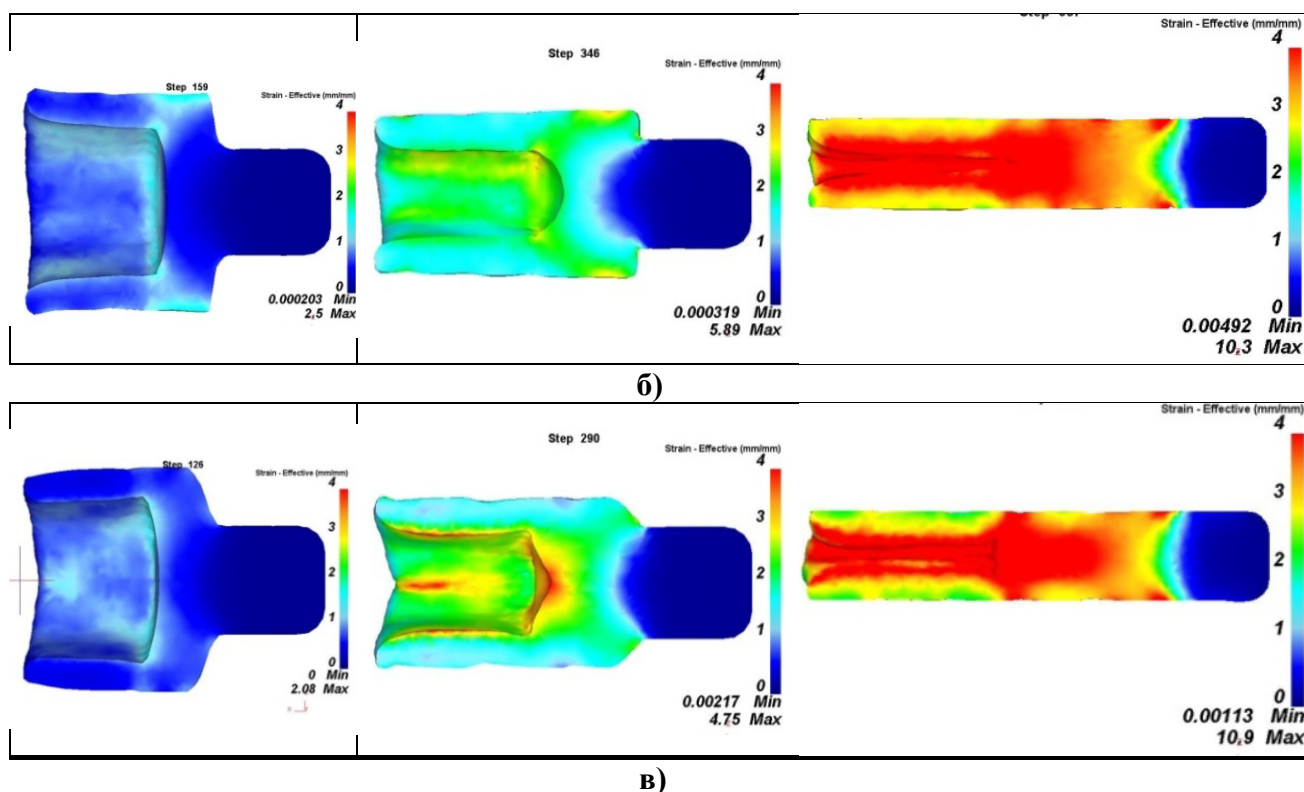 Step 159
Strain - Effective (mm/mm)
4
3
2
1
0
0.000203 Min
2.5 Max
Step 346
Strain - Effective (mm/mm)
4
3
2
1
0
0.000319 Min
5.89 Max
Strain - Effective (mm/mm)
4
3
2
1
0
0.00492 Min
10.3 Max
б)
Step 126
Strain - Effective (mm/mm)
4
3
2
1
0
0 Min
2.08 Max
Step 290
Strain - Effective (mm/mm)
4
3
2
1
0
0.00217 Min
4.75 Max
Strain - Effective (mm/mm)
4
3
2
1
0
0.00113 Min
10.9 Max
в)